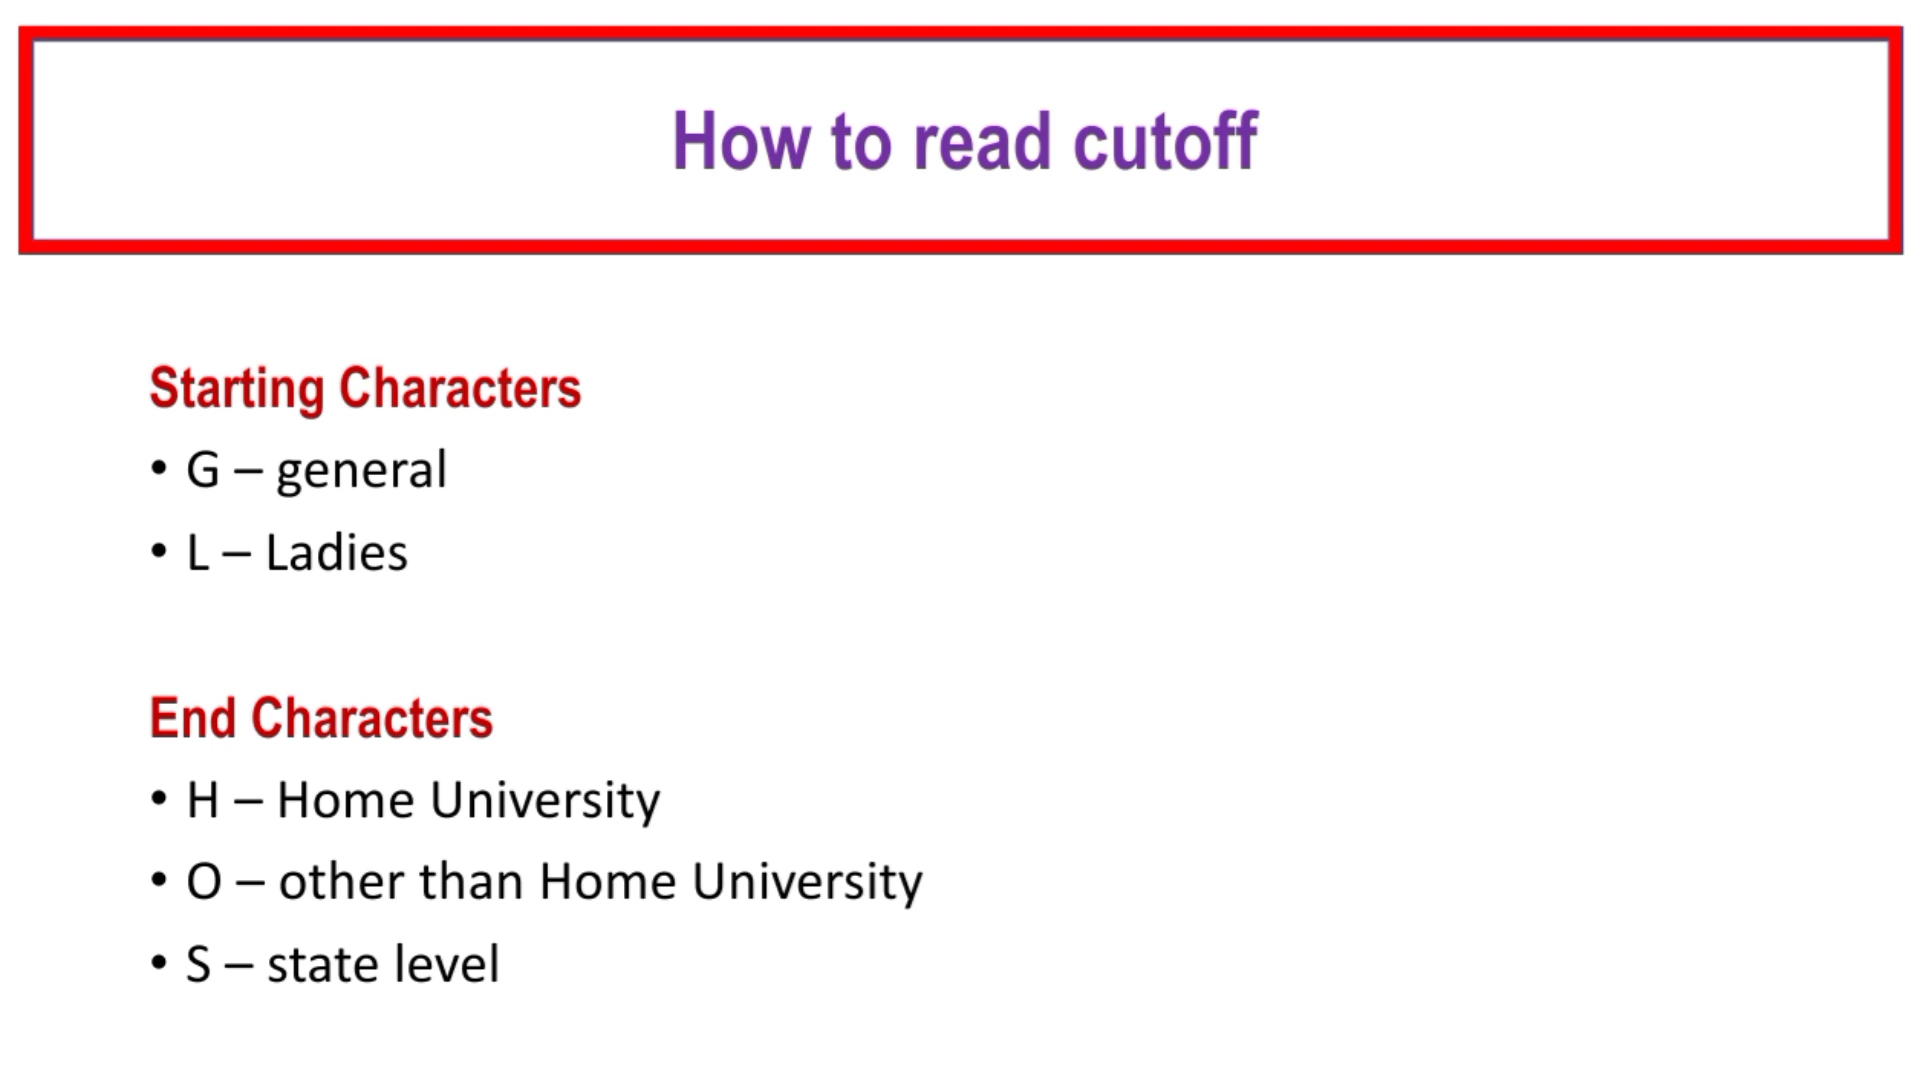 How to read cutoff
Starting Characters
• G – general
• L – Ladies
End Characters
• H – Home University
• O – other than Home University
• S – state level